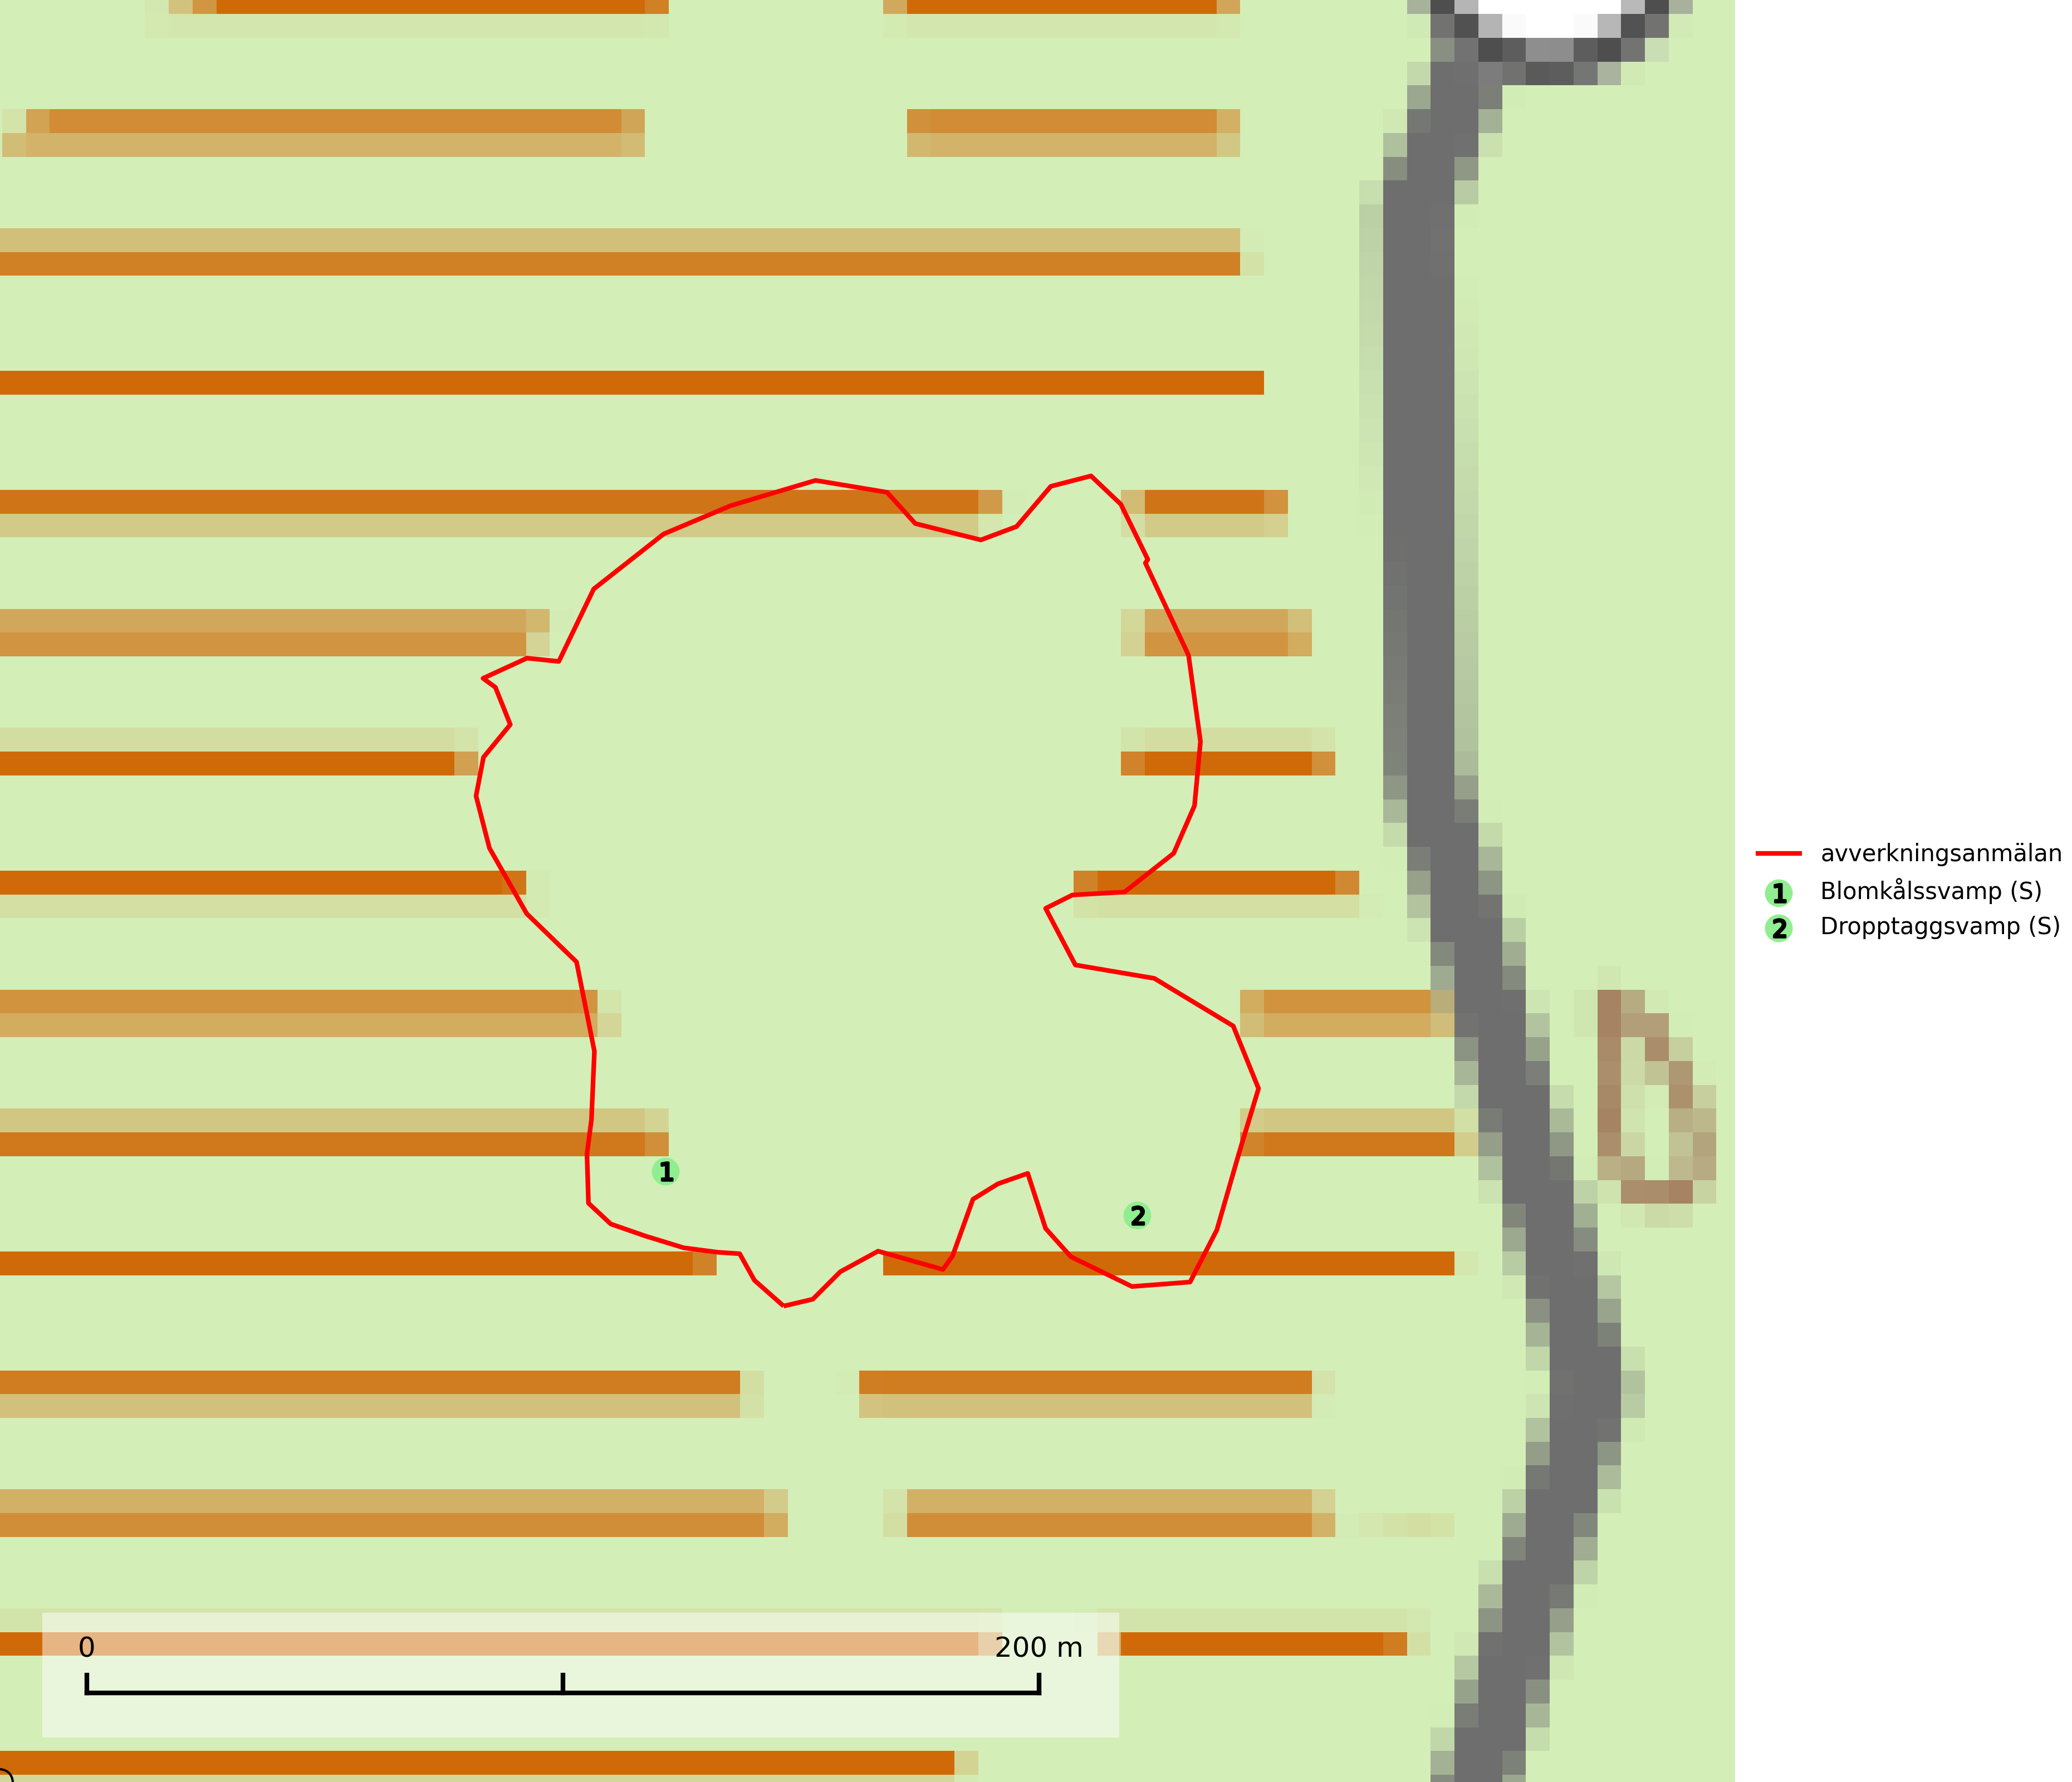 avverkningsanmälan
1 Blomkålssvamp (S)
2 Dropptaggsvamp (S)
1
2
0 200 m